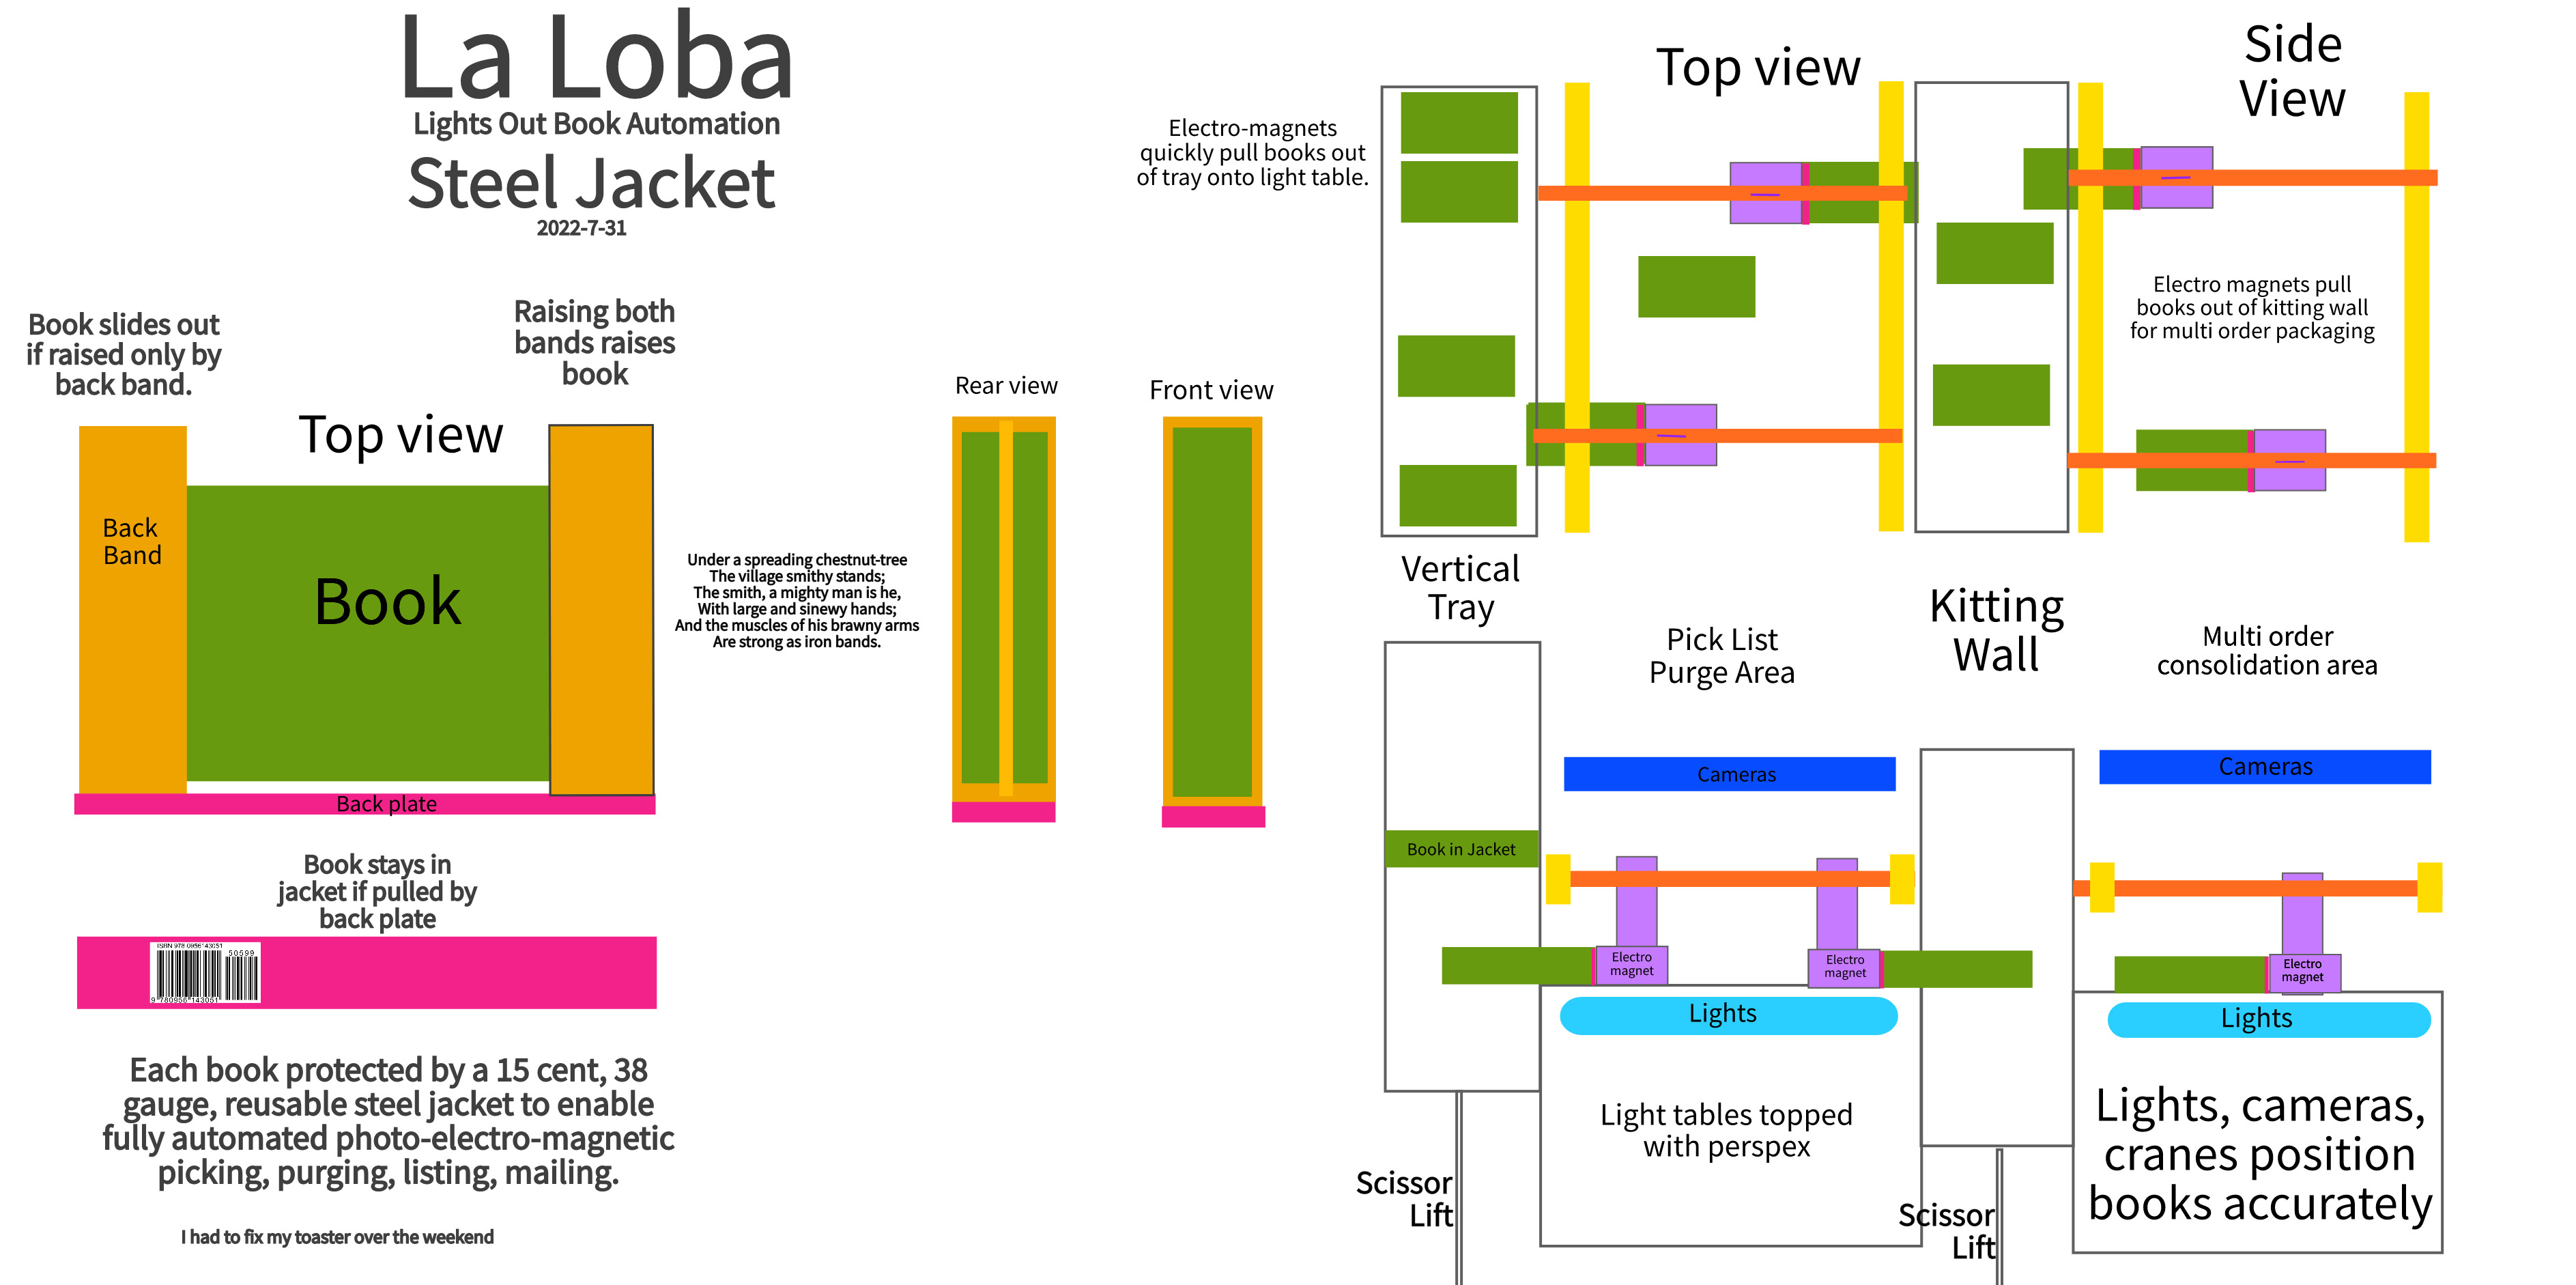 La Loba
Lights Out Book Automation
Steel Jacket
2022-7-31
Book slides out
if raised only by
back band.
Raising both
bands raises
book
Top view
Back
Band
Book
Back plate
Book stays in
jacket if pulled by
back plate
50599
Each book protected by a 15 cent, 38
gauge, reusable steel jacket to enable
fully automated photo-electro-magnetic
picking, purging, listing, mailing.
I had to fix my toaster over the weekend
Under a spreading chestnut-tree
The village smithy stands;
The smith, a mighty man is he,
With large and sinewy hands;
And the muscles of his brawny arms
Are strong as iron bands.
Rear view
Front view
Electro-magnets
quickly pull books out
of tray onto light table.
Top view
Side
View
Electro magnets pull
books out of kitting wall
for multi order packaging
Vertical
Tray
Pick List
Purge Area
Kitting
Wall
Multi order
consolidation area
Cameras
Cameras
Book in Jacket
Electro
magnet
Electro
magnet
Electro
magnet
Lights
Lights
Light tables topped
with perspex
Lights, cameras,
cranes position
books accurately
Scissor
Lift
Scissor
Lift